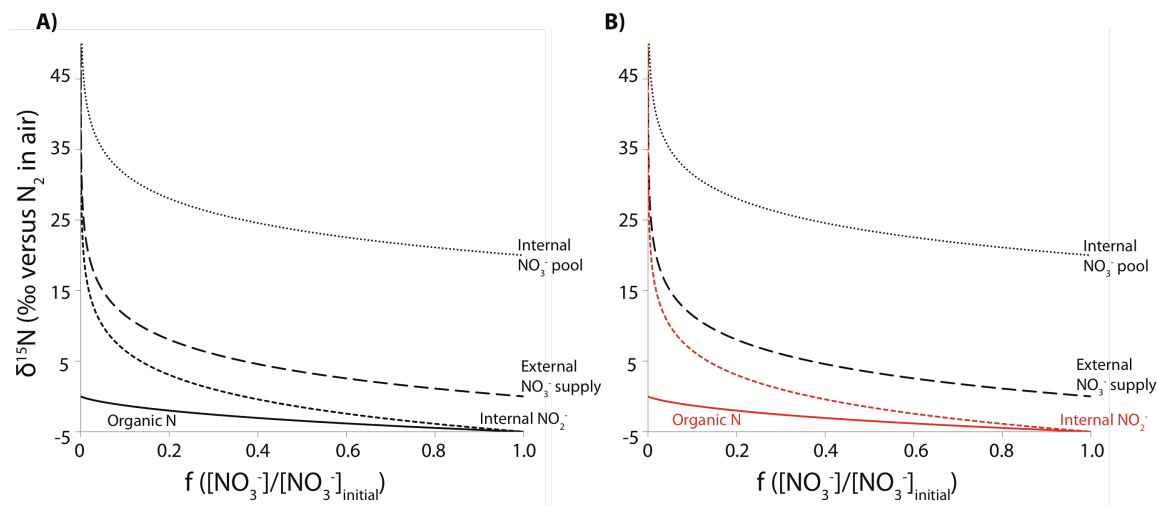 A)
δ¹⁵N (‰ versus N₂ in air)
45
35
25
15
5
-5
Internal
NO₃⁻ pool
External
NO₃⁻ supply
Internal NO₂⁻
Organic N
0
0.2
0.4
0.6
0.8
1.0
f ([NO₃⁻]/[NO₃⁻]initial)
B)
45
35
25
15
5
-5
Internal
NO₃⁻ pool
External
NO₃⁻ supply
Internal NO₂⁻
Organic N
0
0.2
0.4
0.6
0.8
1.0
f ([NO₃⁻]/[NO₃⁻]initial)